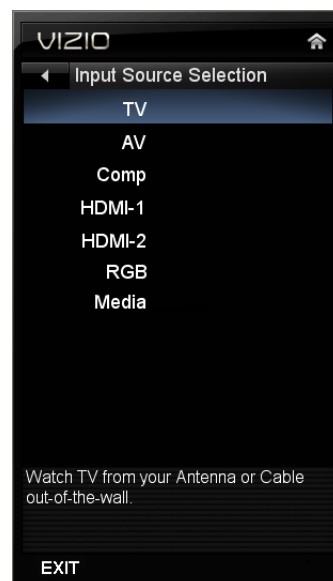 VIZIO
Input Source Selection
TV
AV
Comp
HDMI-1
HDMI-2
RGB
Media
Watch TV from your Antenna or Cable
out-of-the-wall.
EXIT